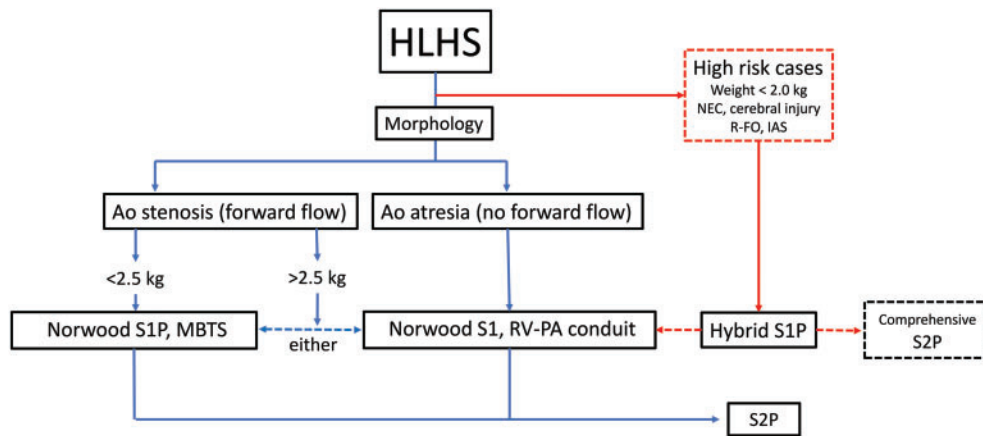 HLHS
High risk cases
Weight < 2.0 kg
NEC, cerebral injury
R-FO, IAS
Morphology
Ao stenosis (forward flow)
Ao atresia (no forward flow)
<2.5 kg
>2.5 kg
Norwood S1P, MBTS
either
Norwood S1, RV-PA conduit
Hybrid S1P
Comprehensive
S2P
S2P